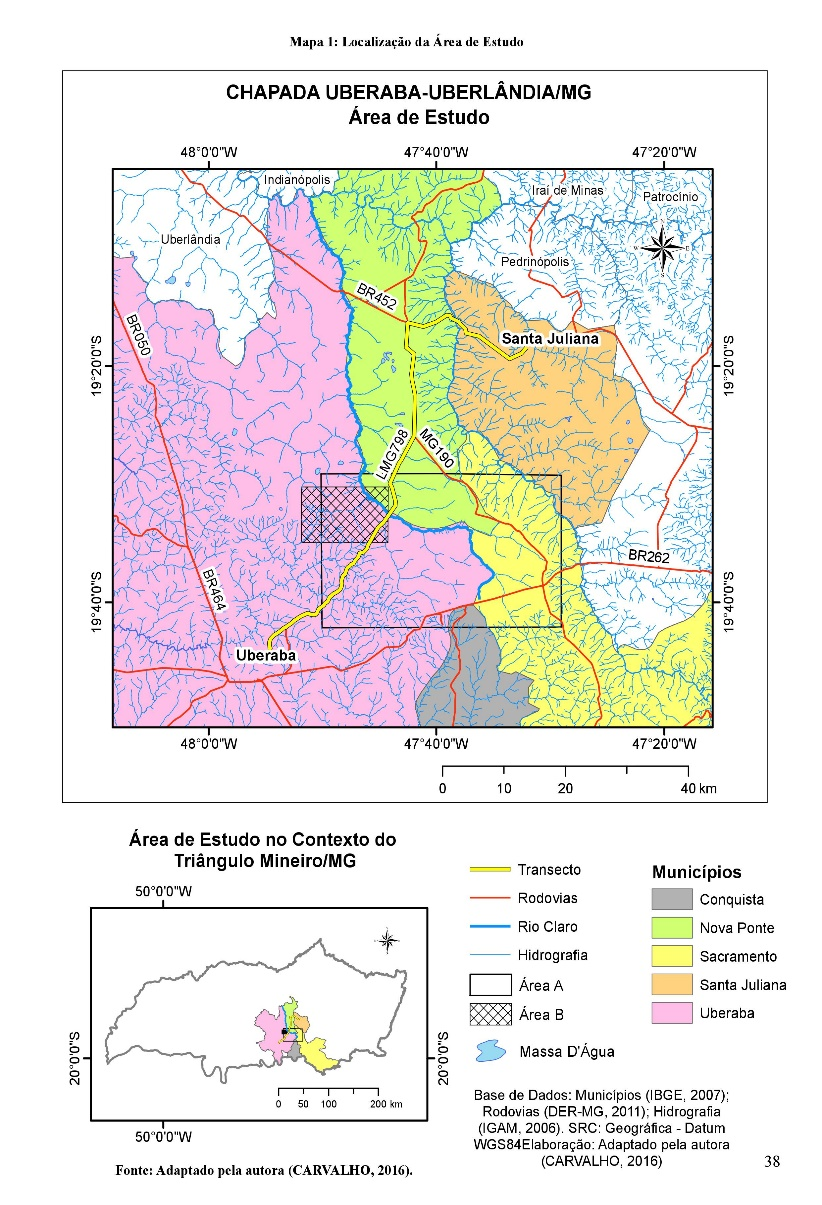 Mapa 1: Localização da Área de Estudo
CHAPADA UBERABA-UBERLÂNDIA/MG
Área de Estudo
48°0'0"W
47°40'0"W
47°20'0"W
Indianópolis
Iraí de Minas
Patrocínio
Uberlândia
N
W
E
S
Pedrinópolis
BR452
BR050
Santa Juliana
19°20'0"S
19°20'0"S
LMG798
MG190
BR262
BR464
19°40'0"S
19°40'0"S
Uberaba
48°0'0"W
47°40'0"W
47°20'0"W
0
10
20
40 km
Área de Estudo no Contexto do
Triângulo Mineiro/MG
50°0'0"W
20°0'0"S
20°0'0"S
0
50
100
200 km
50°0'0"W
Transecto
Rodovias
Rio Claro
Hidrografia
Área A
Área B
Massa D'Água
Municípios
Conquista
Nova Ponte
Sacramento
Santa Juliana
Uberaba
Base de Dados: Municípios (IBGE, 2007);
Rodovias (DER-MG, 2011); Hidrografia
(IGAM, 2006). SRC: Geográfica - Datum
WGS84Elaboração: Adaptado pela autora
(CARVALHO, 2016)
38
Fonte: Adaptado pela autora (CARVALHO, 2016).